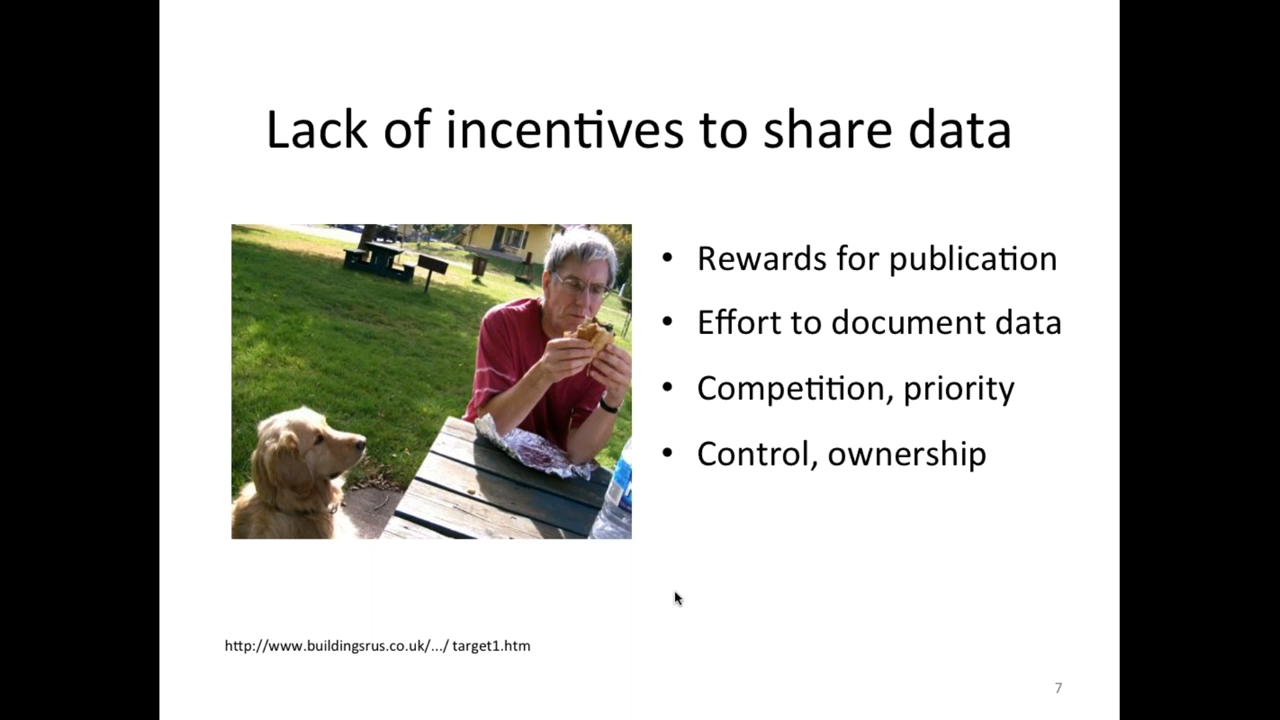 Lack of incentives to share data
• Rewards for publication
• Effort to document data
• Competition, priority
• Control, ownership
http://www.buildingsrus.co.uk/.../ target1.htm
7